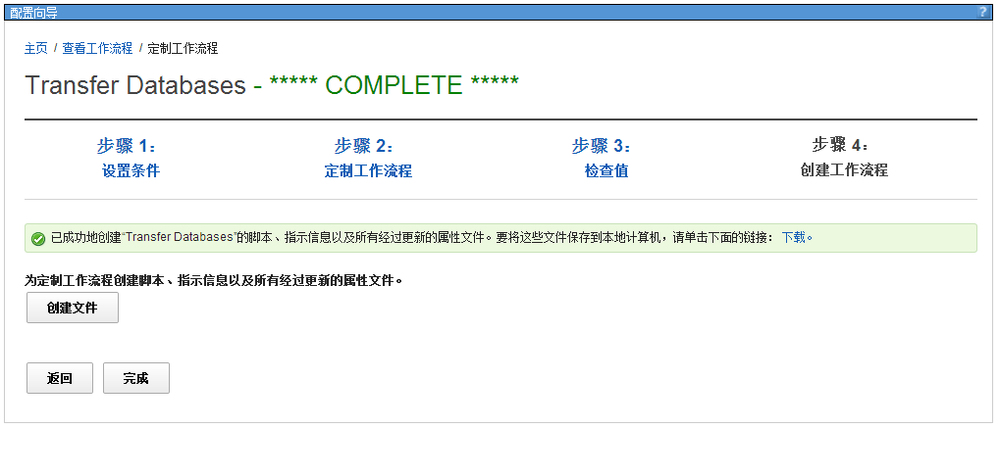 配置向导 ?
主页 / 查看工作流程 / 定制工作流程
Transfer Databases - ***** COMPLETE *****
步骤 1： 步骤 2： 步骤 3： 步骤 4：
设置条件 定制工作流程 检查值 创建工作流程
已成功地创建“Transfer Databases”的脚本、指示信息以及所有经过更新的属性文件。要将这些文件保存到本地计算机，请单击下面的链接： 下载。
为定制工作流程创建脚本、指示信息以及所有经过更新的属性文件。
创建文件
返回 完成